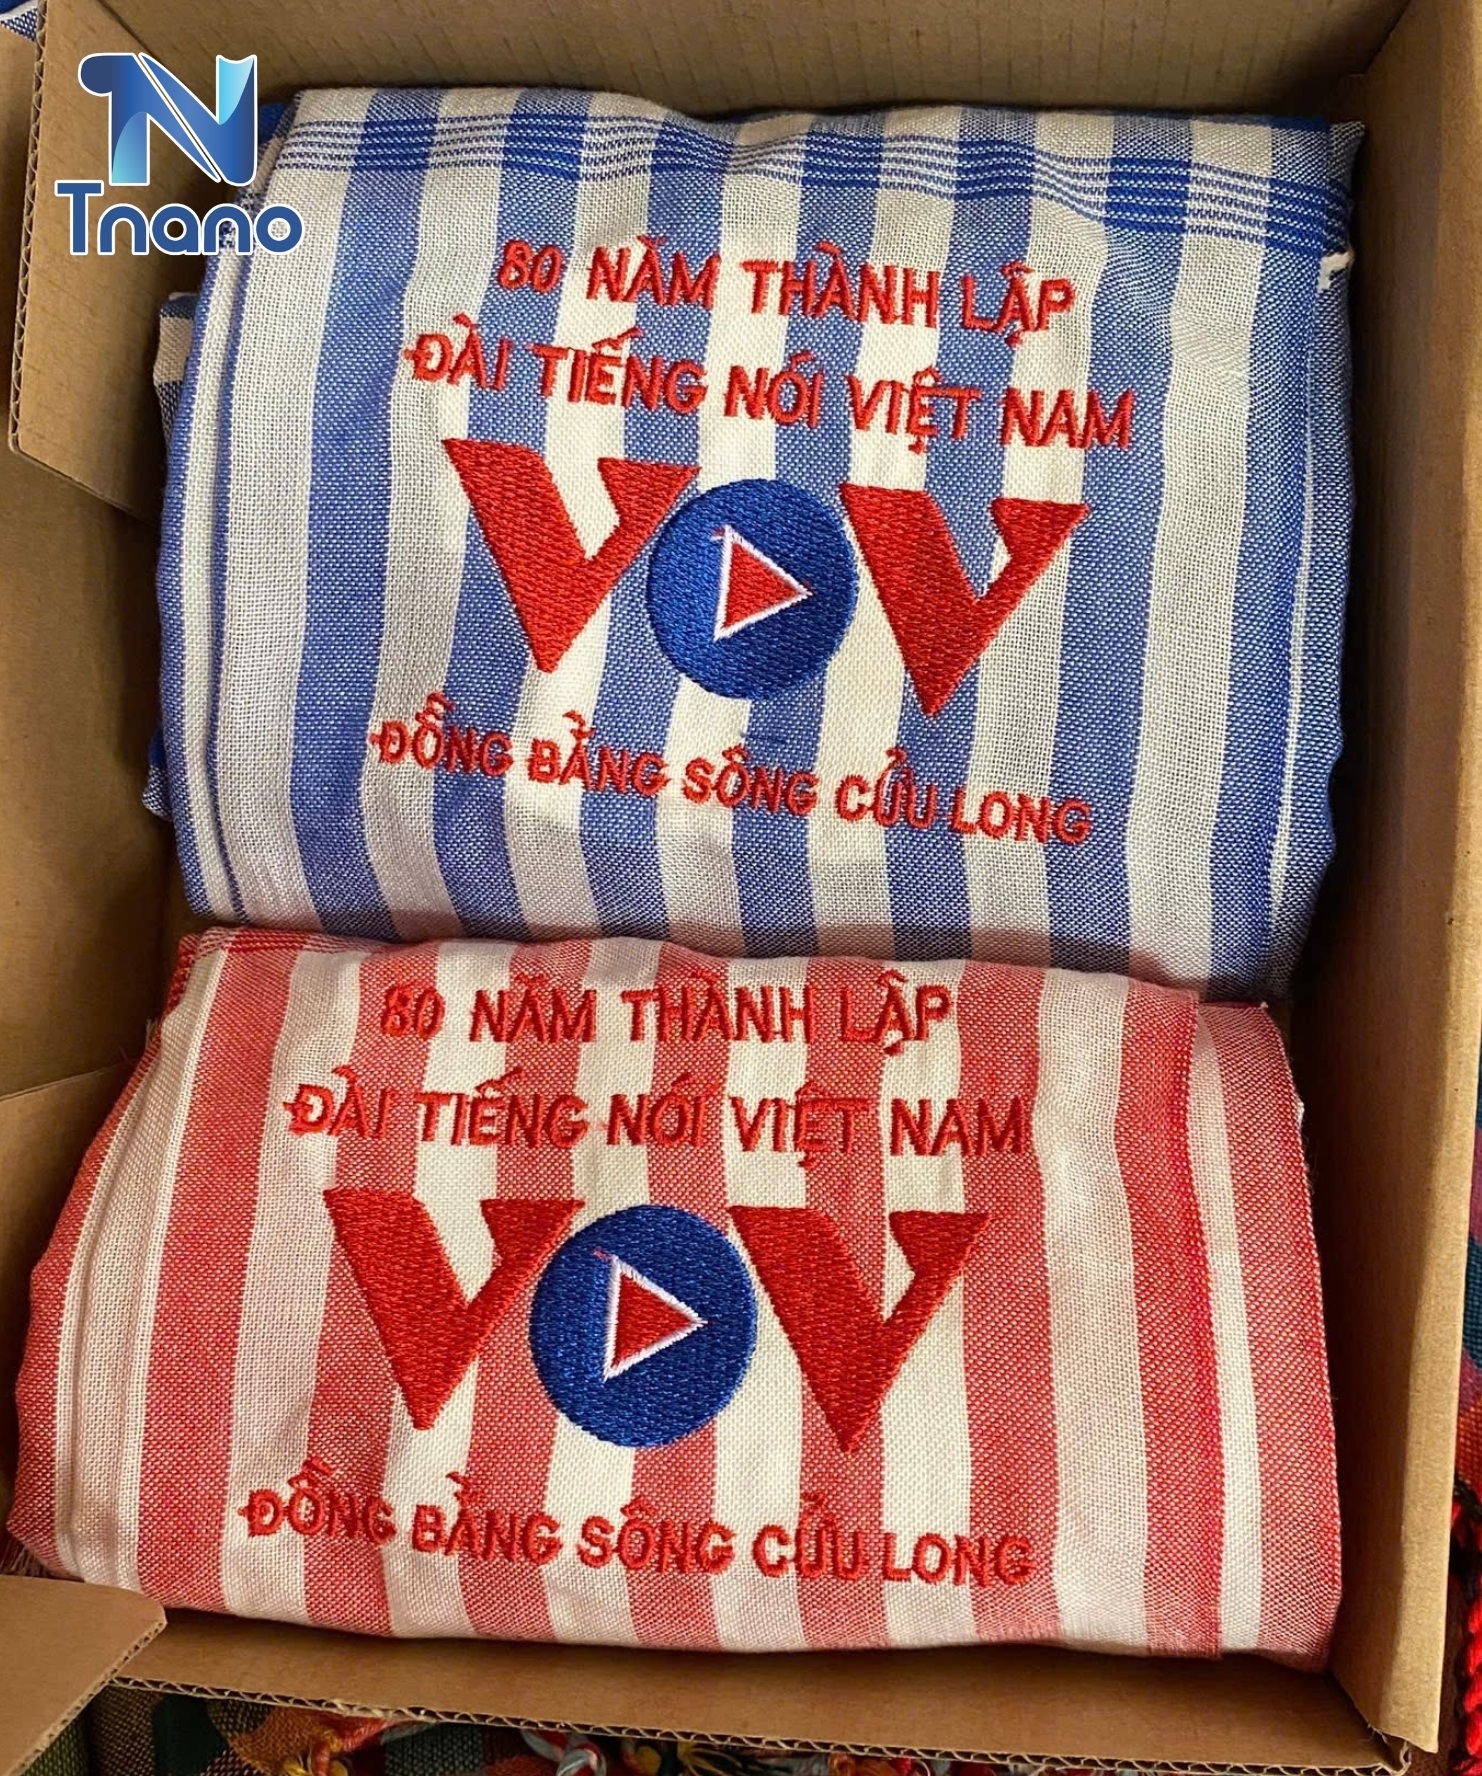 TN
Tnano
80 NĂM THÀNH LẬP
ĐÀI TIẾNG NÓI VIỆT NAM
VOV
ĐỒNG BẰNG SÔNG CỬU LONG
80 NĂM THÀNH LẬP
ĐÀI TIẾNG NÓI VIỆT NAM
VOV
ĐỒNG BẰNG SÔNG CỬU LONG